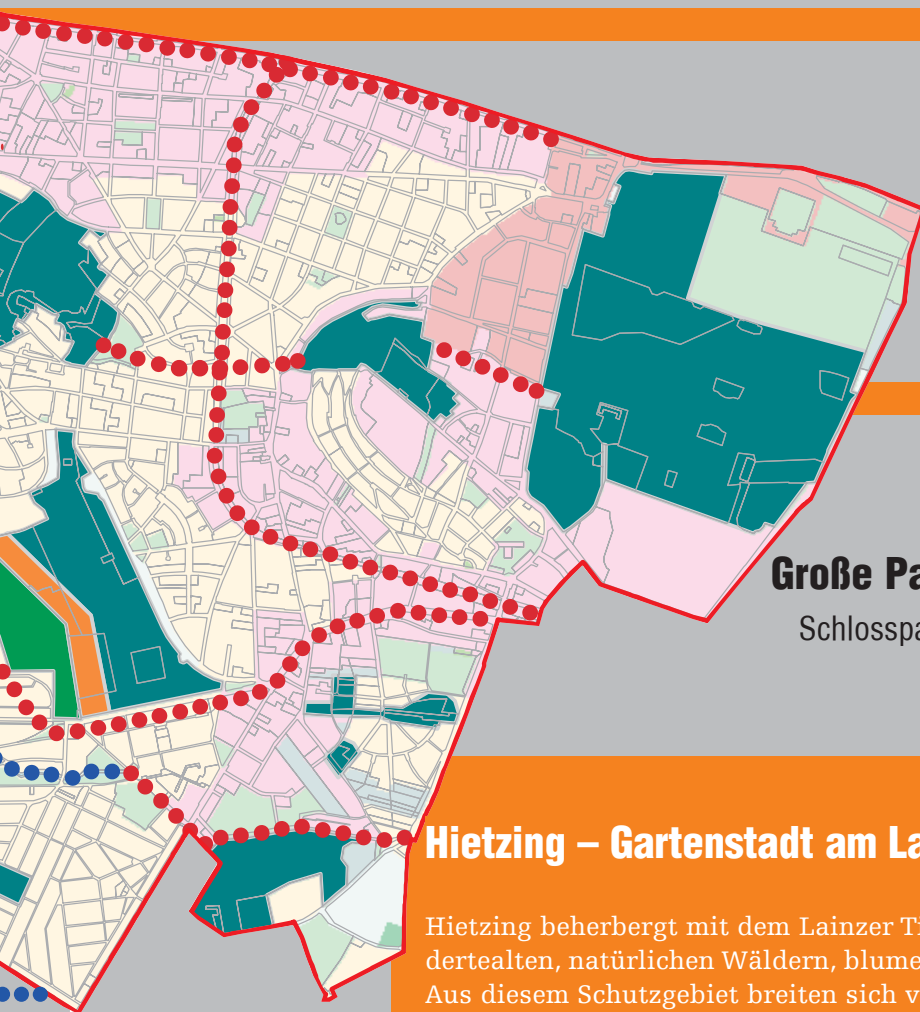 Große Pa
Schlosspa
Hietzing – Gartenstadt am La
Hietzing beherbergt mit dem Lainzer Ti
dertealten, natürlichen Wäldern, blume
Aus diesem Schutzgebiet breiten sich v